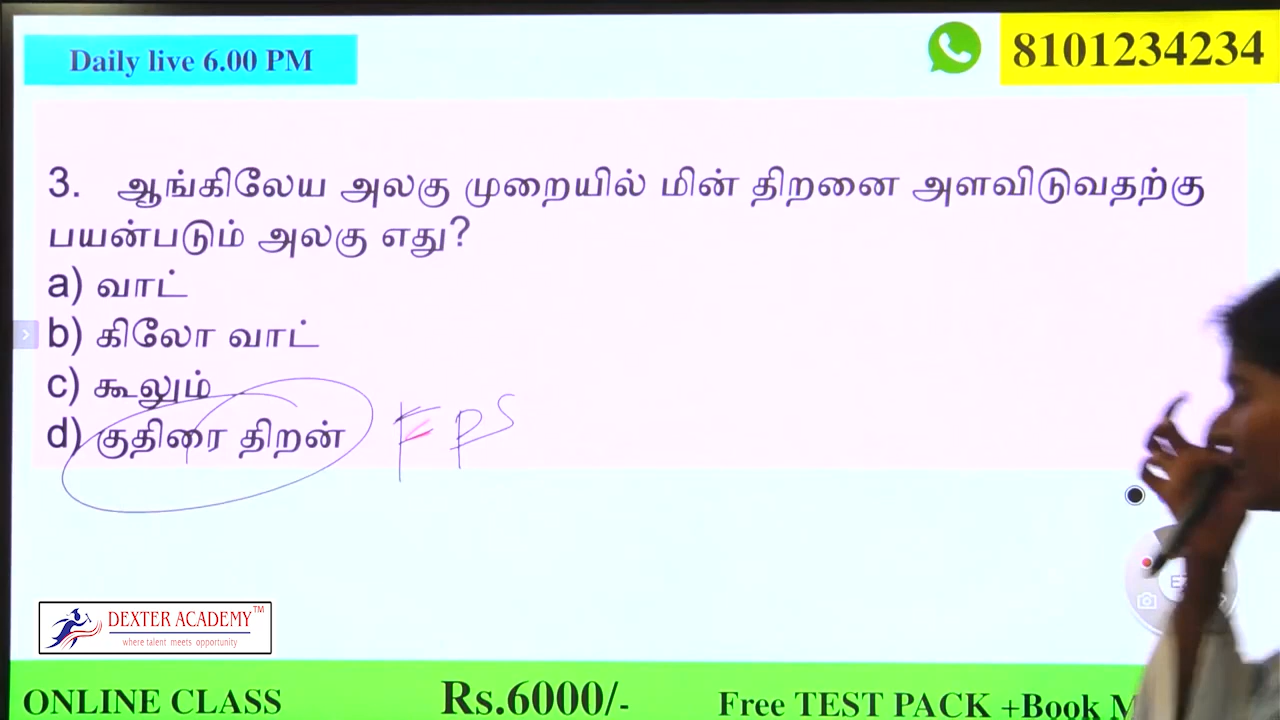 Daily live 6.00 PM
8101234234
3. ஆங்கிலேய அலகு முறையில் மின் திறனை அளவிடுவதற்கு
பயன்படும் அலகு எது?
a) வாட்
b) கிலோ வாட்
c) கூலும்
d) குதிரை திறன்
FPS
DEXTER ACADEMY™
where talent meets opportunity
ONLINE CLASS
Rs.6000/-
Free TEST PACK +Book